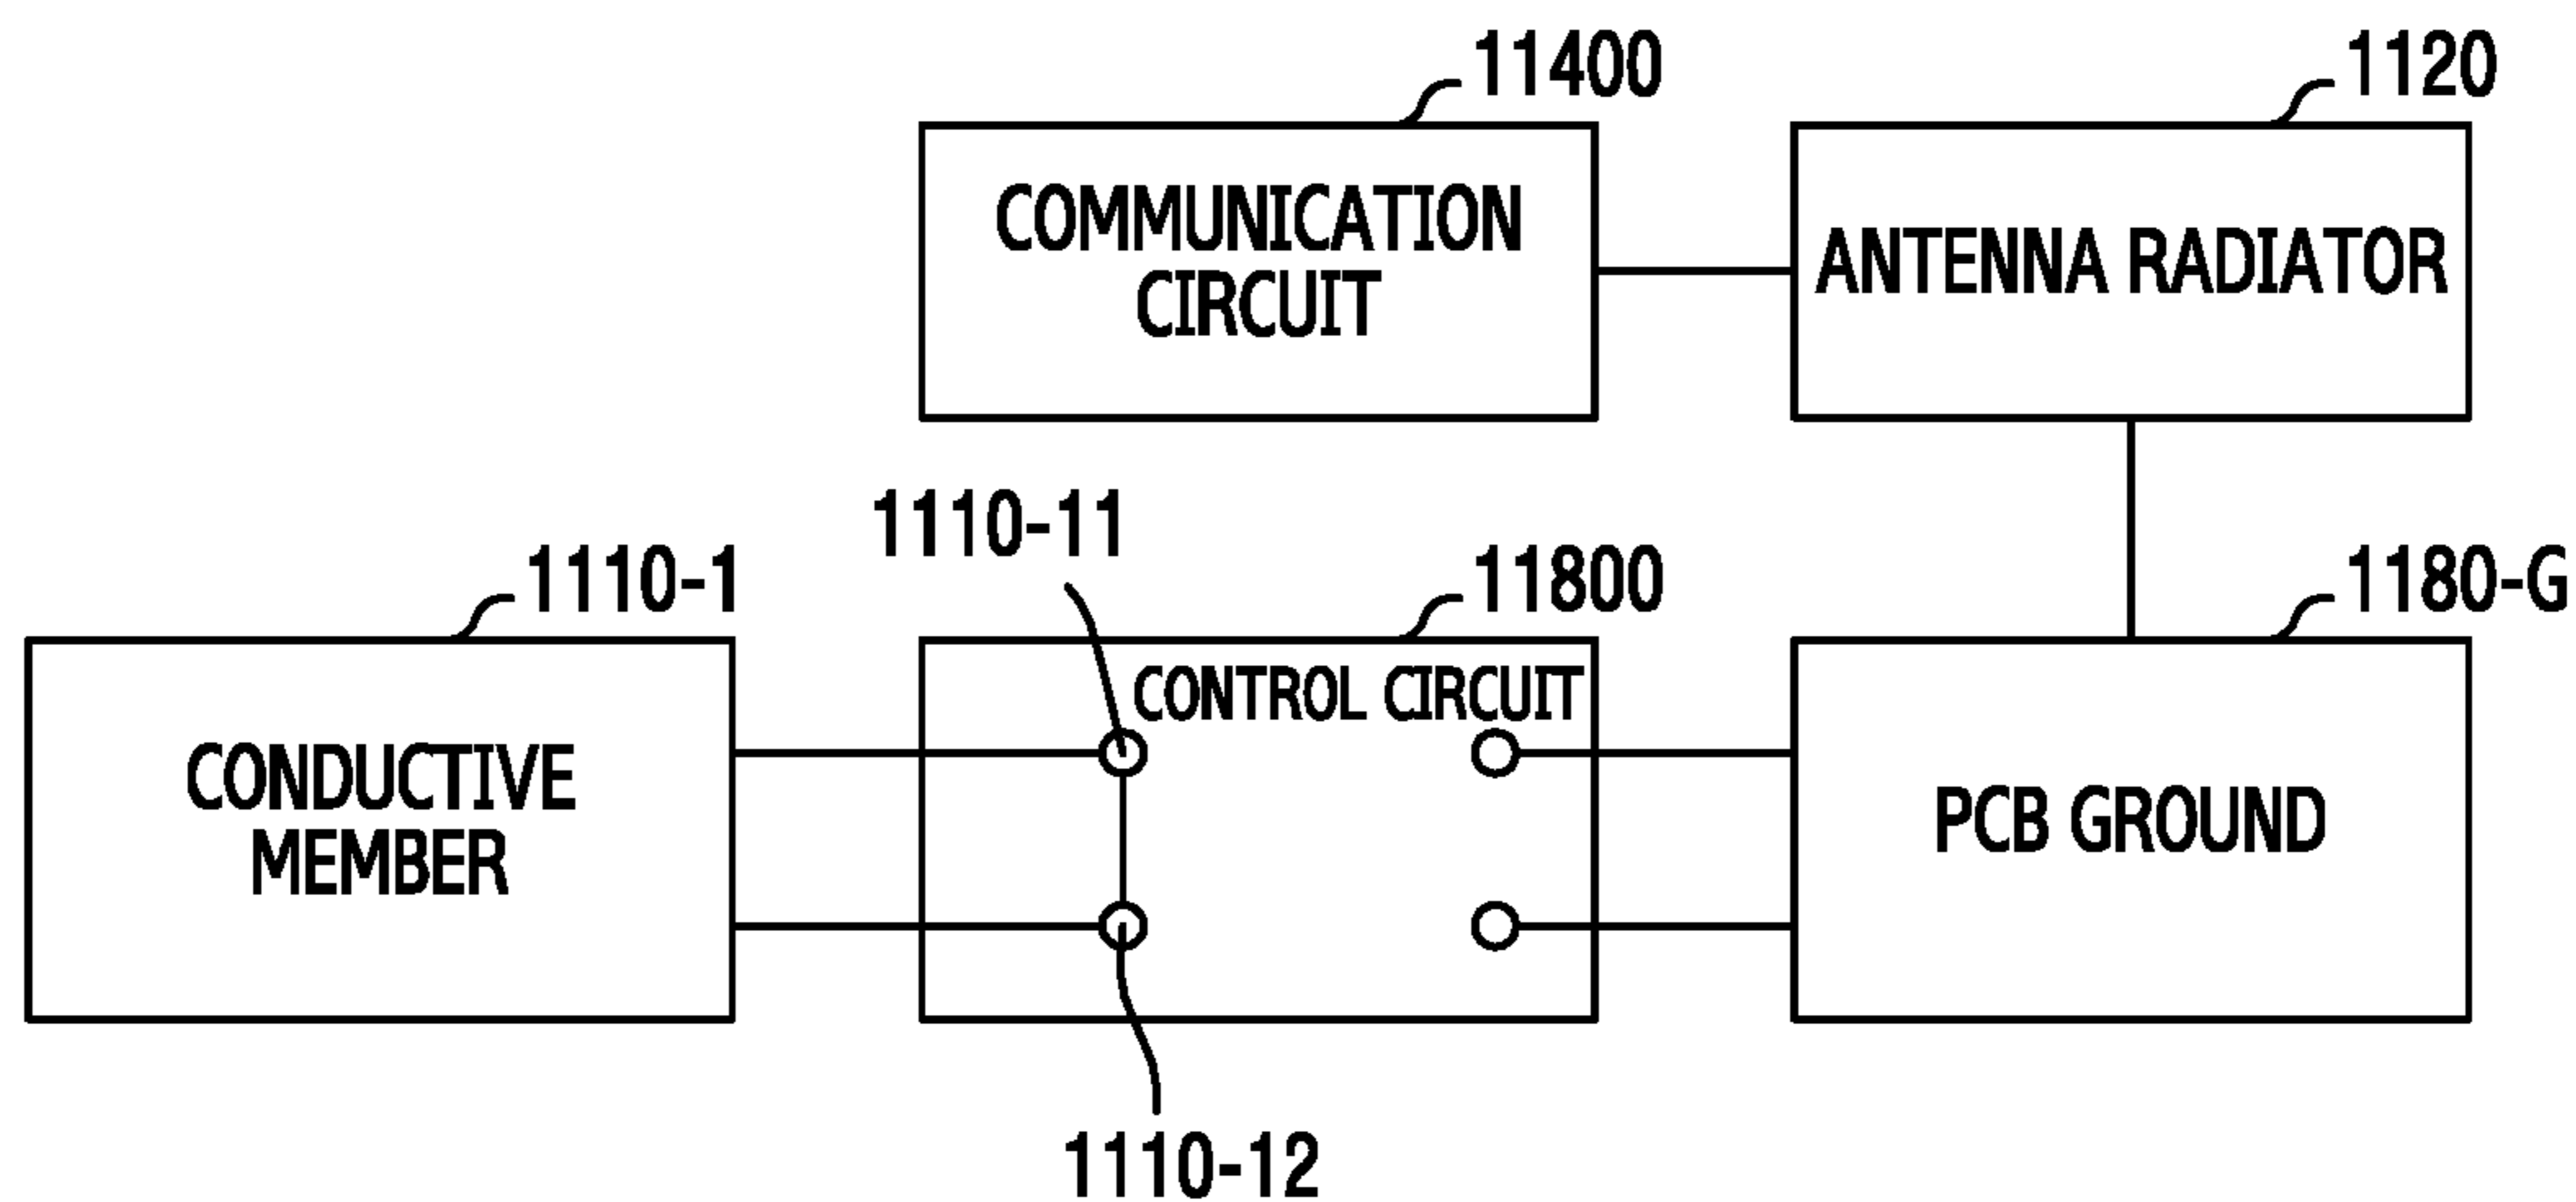 11400
1120
COMMUNICATION
CIRCUIT
ANTENNA RADIATOR
1110-11
1110-1
11800
1180-G
CONTROL CIRCUIT
CONDUCTIVE
MEMBER
PCB GROUND
1110-12